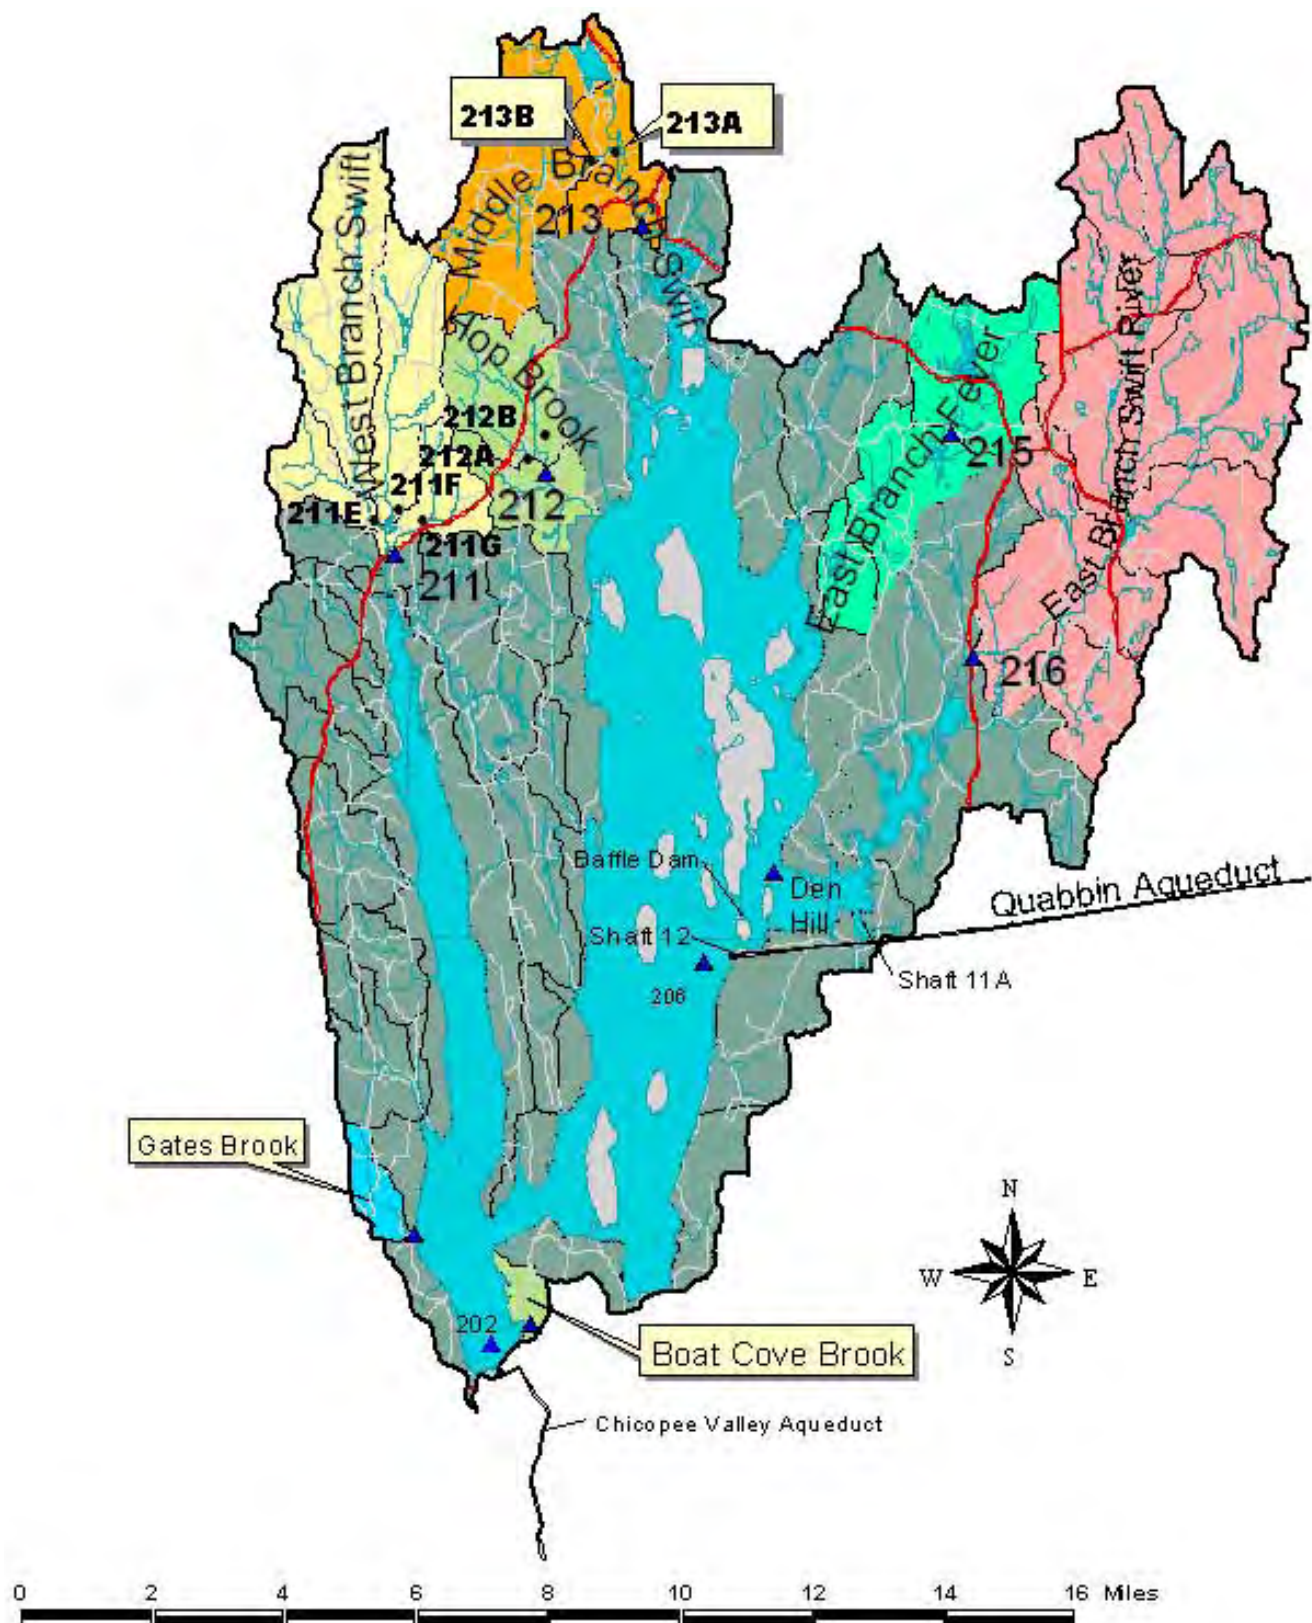 213B
213A
West Branch Swift
Middle Branch Swift
213
Hop Brook
212B
212A
211F
211E
211G
212
211
East Branch Fever
215
East Branch Swift River
216
Baffle Dam
Den
Hill
Quabbin Aqueduct
Shaft 12
Shaft 11A
206
Gates Brook
N
W
E
S
202
Boat Cove Brook
Chicopee Valley Aqueduct
0 2 4 6 8 10 12 14 16 Miles